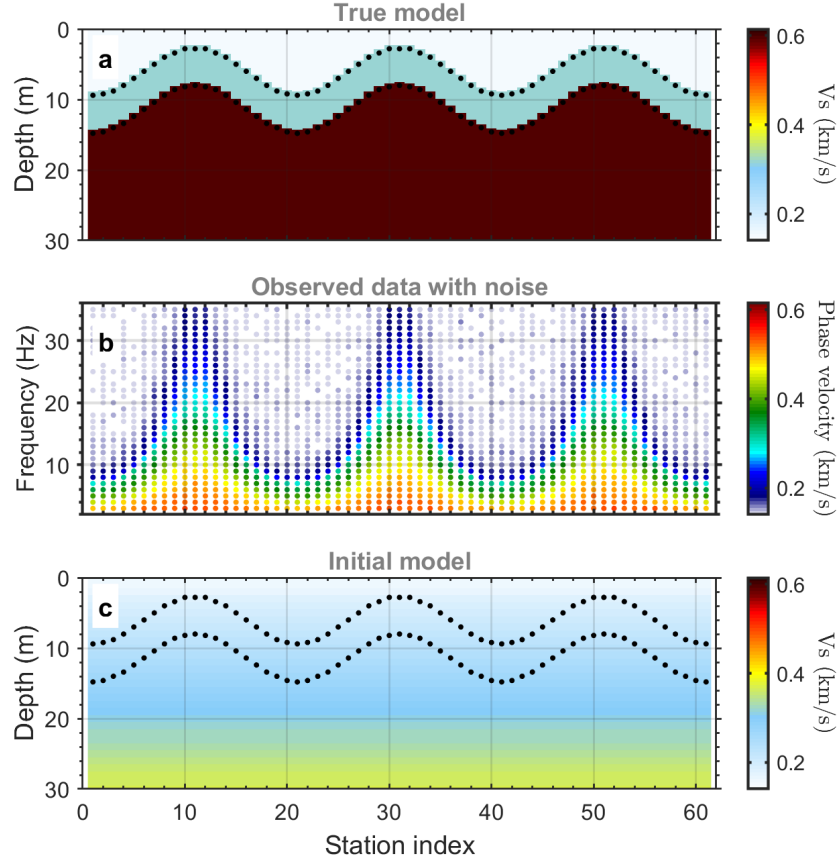 True model
a
0
10
20
30
Depth (m)
0.6
0.4
0.2
Vs (km/s)
Observed data with noise
b
30
20
10
Frequency (Hz)
0.6
0.4
0.2
Phase velocity (km/s)
Initial model
c
0
10
20
30
Depth (m)
0.6
0.4
0.2
Vs (km/s)
0 10 20 30 40 50 60
Station index